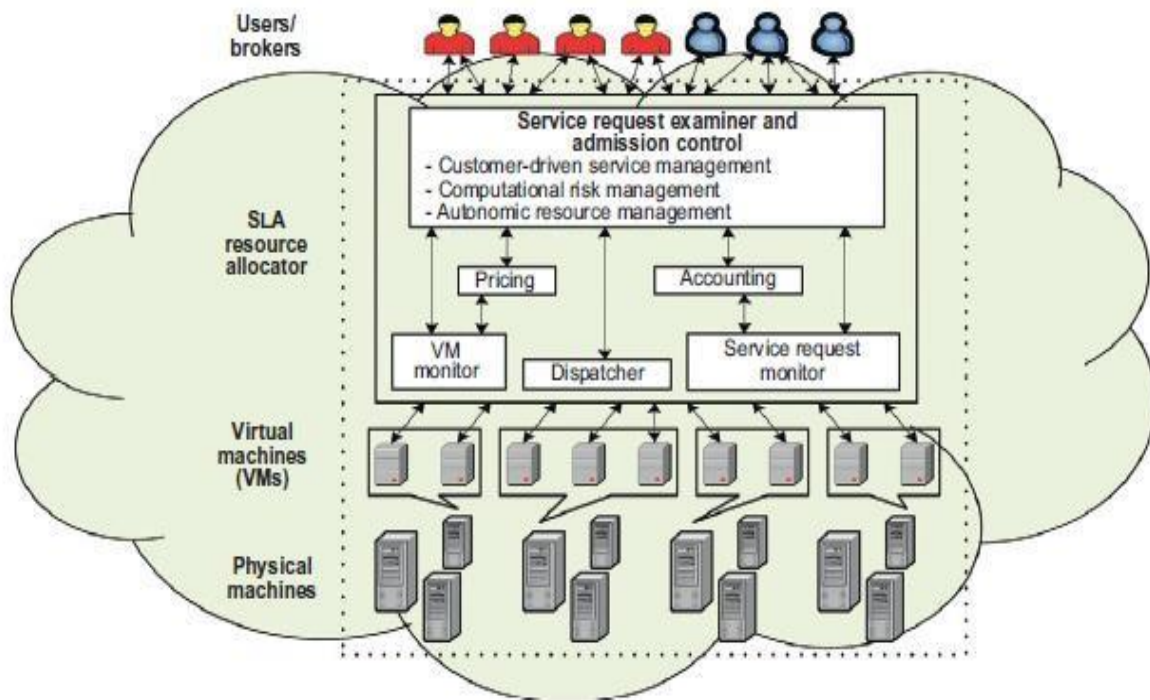 Users/
brokers
Service request examiner and
admission control
- Customer-driven service management
- Computational risk management
- Autonomic resource management
SLA
resource
allocator
Pricing
Accounting
VM
monitor
Dispatcher
Service request
monitor
Virtual
machines
(VMs)
Physical
machines